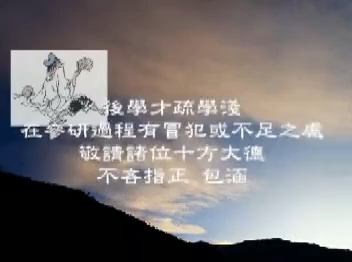 後學才疏學淺
在參研過程有冒犯或不足之處
敬請諸位十方大德
不吝指正 包涵